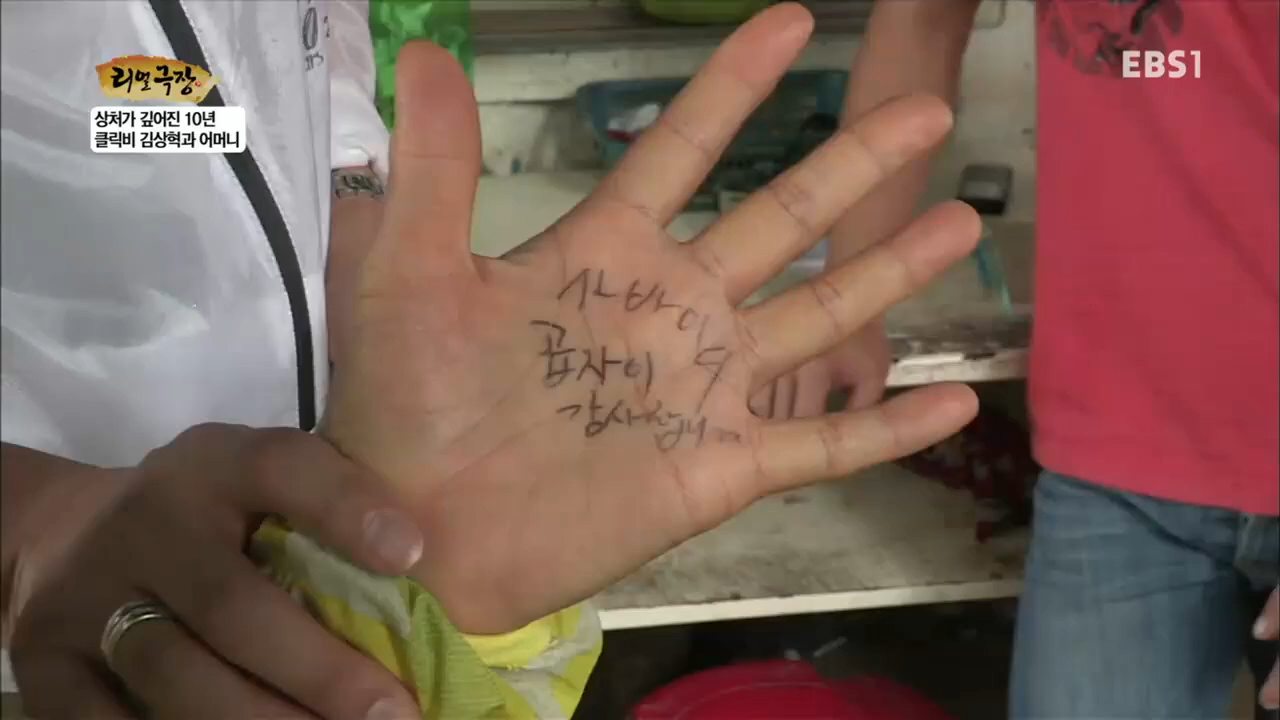 리얼극장
EBS1
상처가 깊어진 10년
클릭비 김상혁과 어머니
사바이
곱자이
감사합니